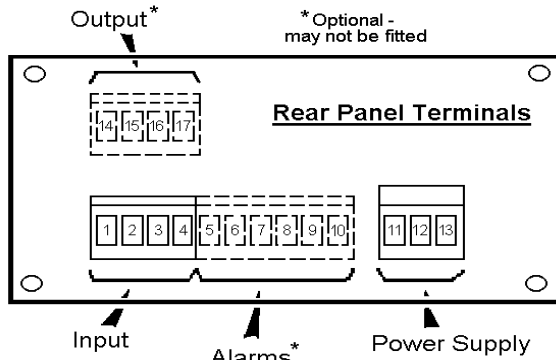 Output*
*Optional -
may not be fitted
Rear Panel Terminals
14 15 16 17
1 2 3 4 5 6 7 8 9 10 11 12 13
Input
Alarms*
Power Supply